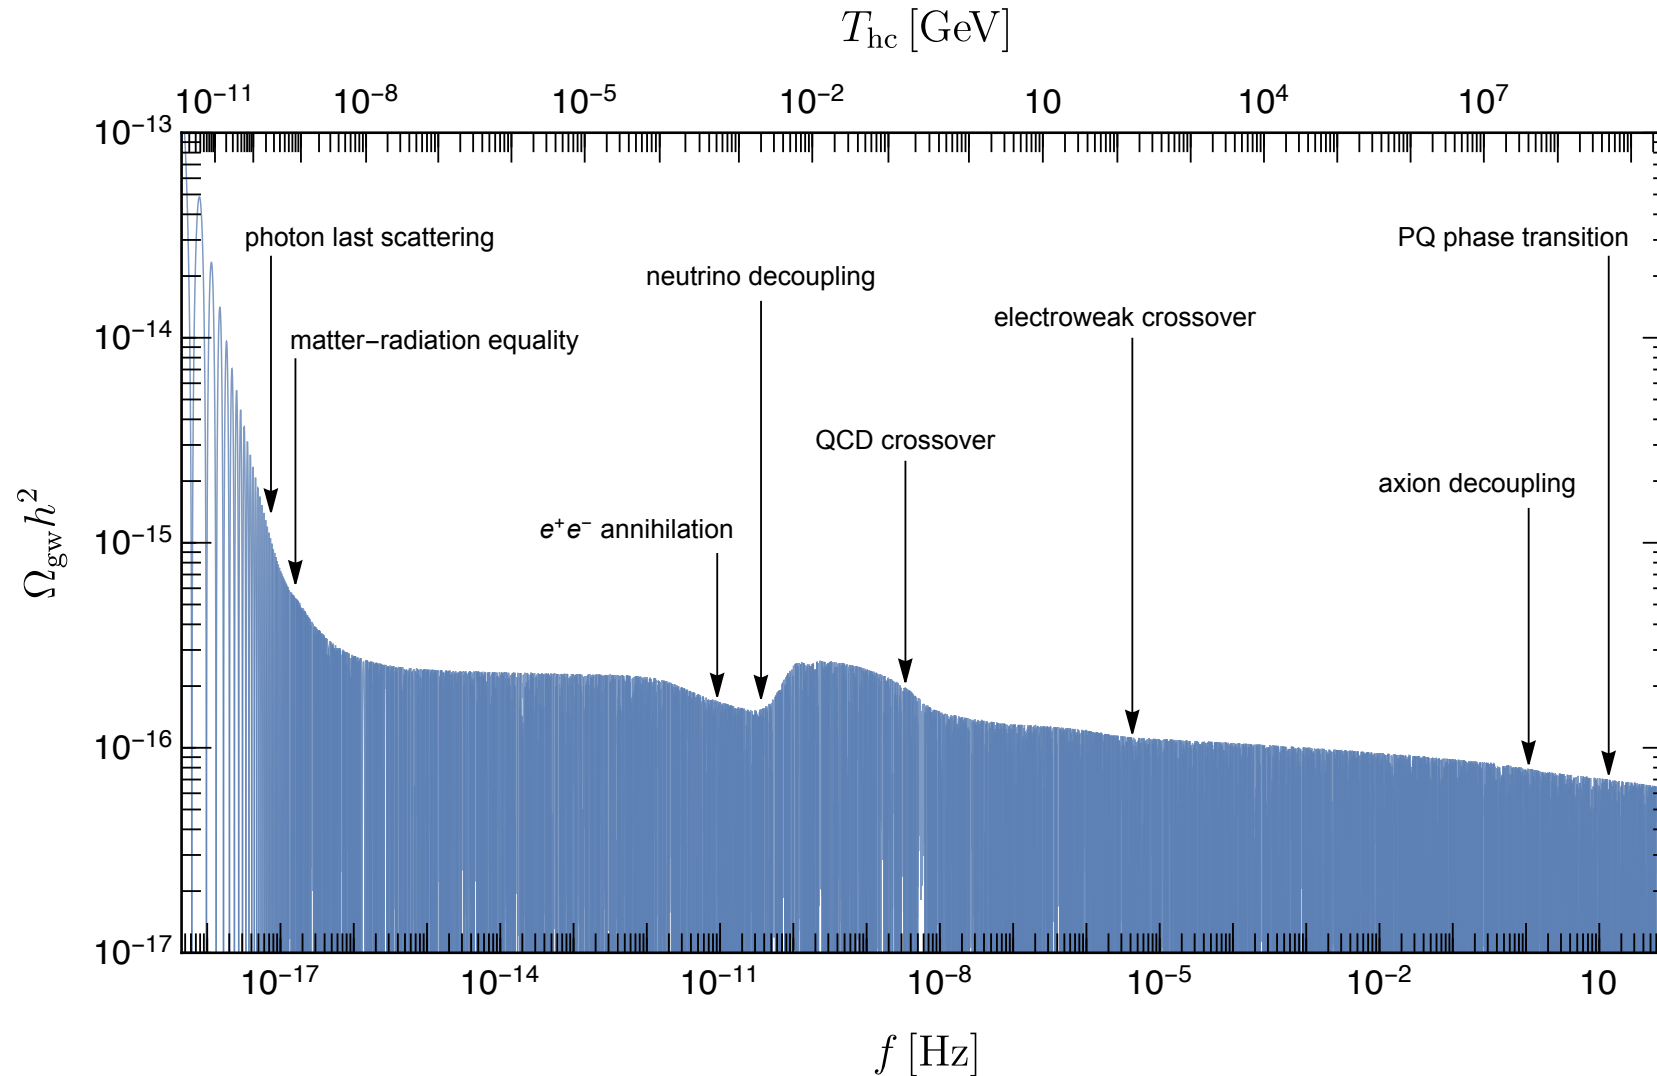 T_hc [GeV]
10^−11 10^−8 10^−5 10^−2 10 10^4 10^7
10^−13
photon last scattering
PQ phase transition
neutrino decoupling
electroweak crossover
10^−14
matter−radiation equality
QCD crossover
axion decoupling
e^+e^− annihilation
10^−15
Ω_gw h^2
10^−16
10^−17
10^−17 10^−14 10^−11 10^−8 10^−5 10^−2 10
f [Hz]